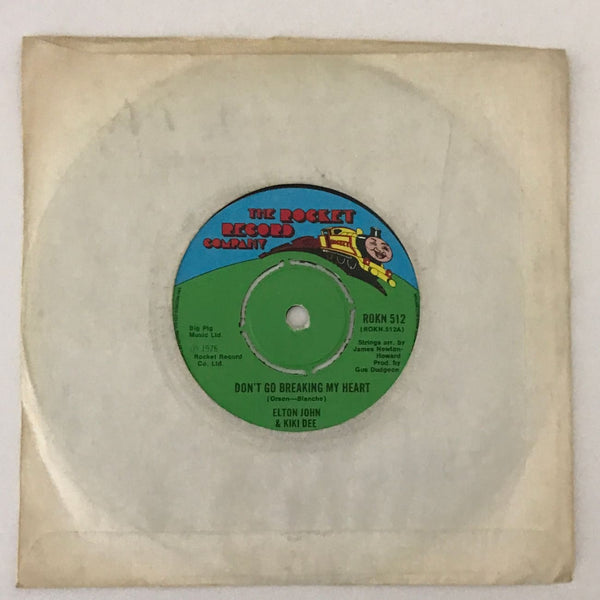 THE ROCKET
RECORD
COMPANY
ROCKET
ROKN 512
(ROKN.512A)
Big Pig
Music Ltd
℗ 1976
Rocket Record
Co. Ltd.
Strings arr. by
James Newton-
Howard
Prod. by
Gus Dudgeon
DON'T GO BREAKING MY HEART
(Orson—Blanche)
ELTON JOHN
& KIKI DEE